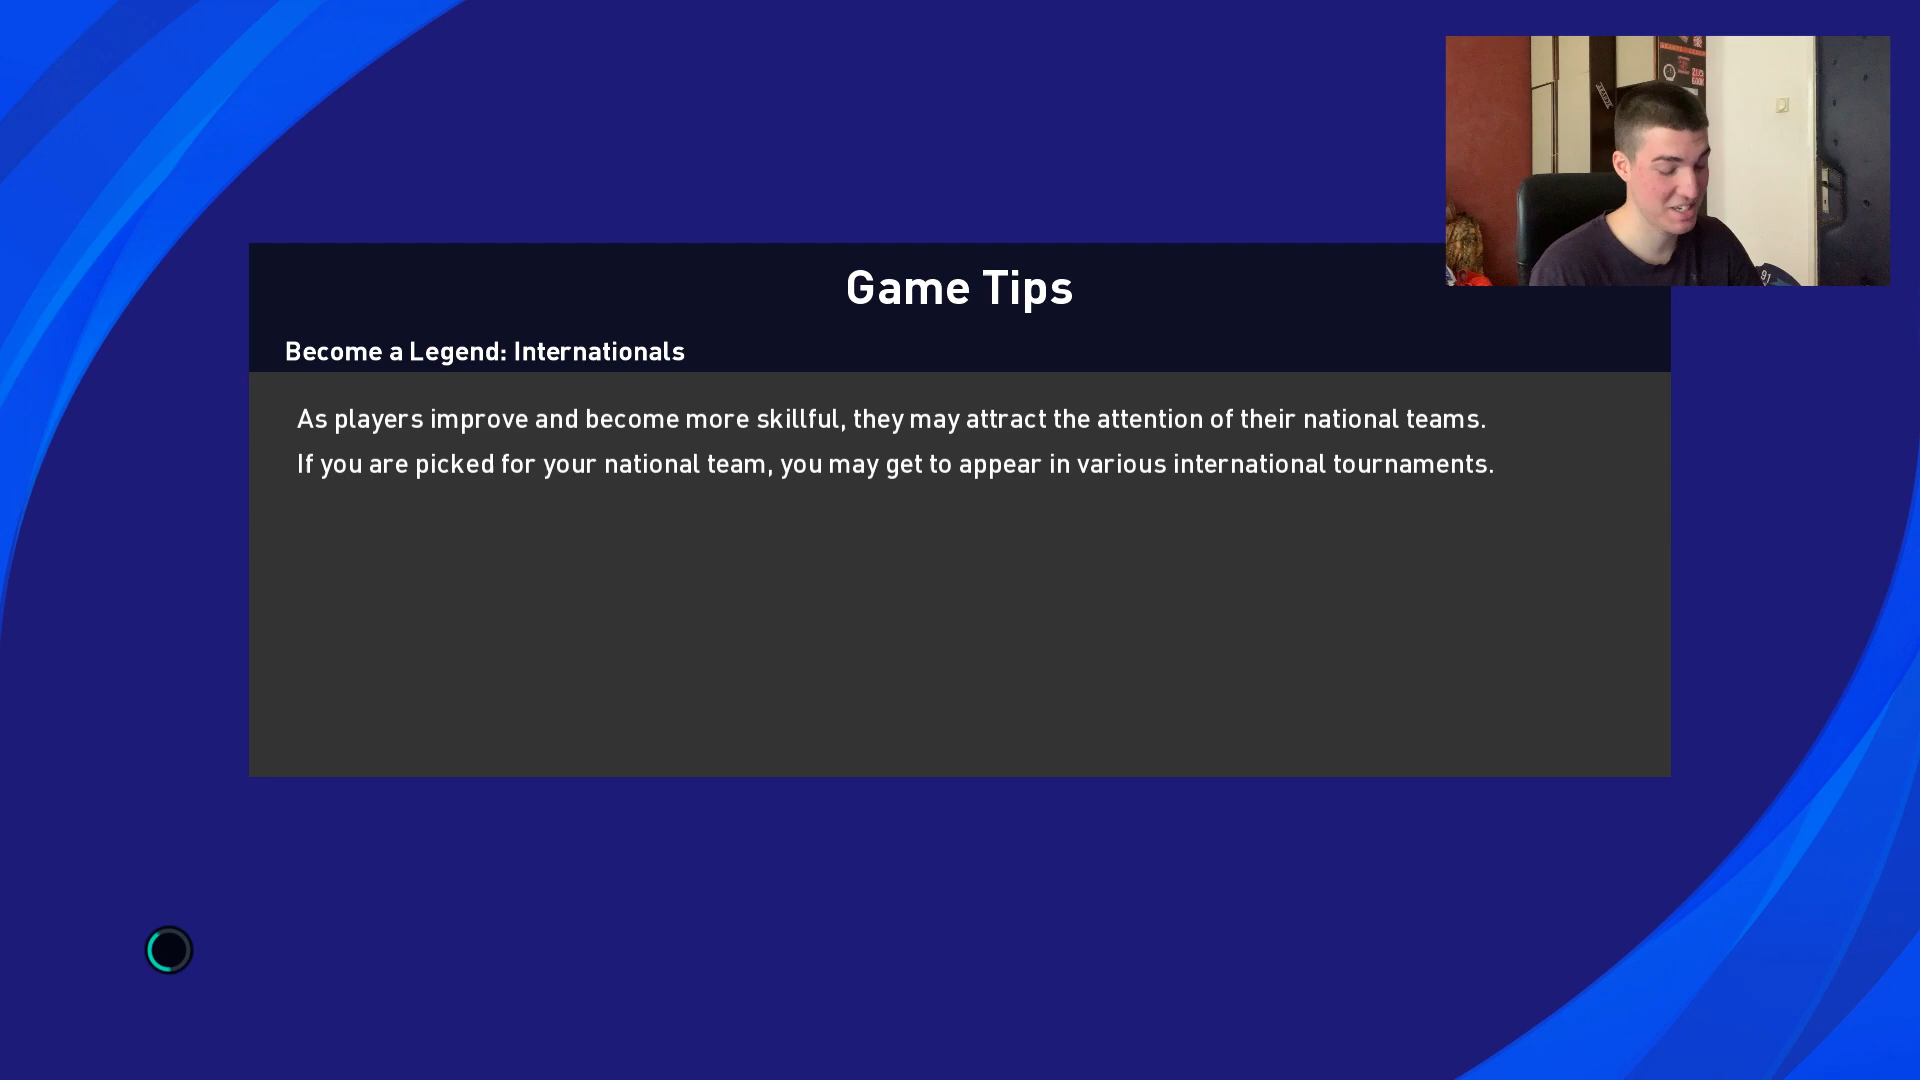 Game Tips
Become a Legend: Internationals
As players improve and become more skillful, they may attract the attention of their national teams.
If you are picked for your national team, you may get to appear in various international tournaments.
91